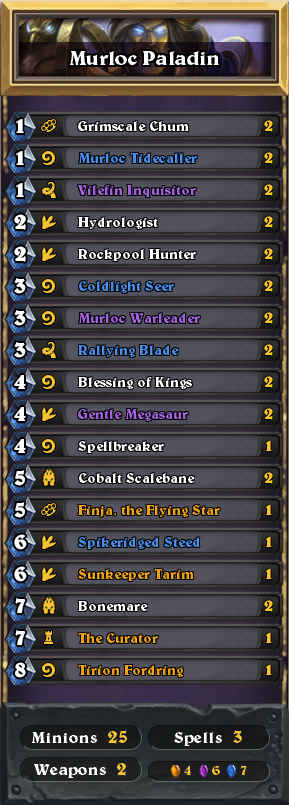 Murloc Paladin
1 Grimscale Chum 2
1 Murloc Tidecaller 2
1 Vilefin Inquisitor 2
2 Hydrologist 2
2 Rockpool Hunter 2
3 Coldlight Seer 2
3 Murloc Warleader 2
3 Rallying Blade 2
4 Blessing of Kings 2
4 Gentle Megasaur 2
4 Spellbreaker 1
5 Cobalt Scalebane 2
5 Finja, the Flying Star 1
6 Spikeridged Steed 1
6 Sunkeeper Tarim 1
7 Bonemare 2
7 The Curator 1
8 Tirion Fordring 1
Minions 25 Spells 3
Weapons 2 4 6 7